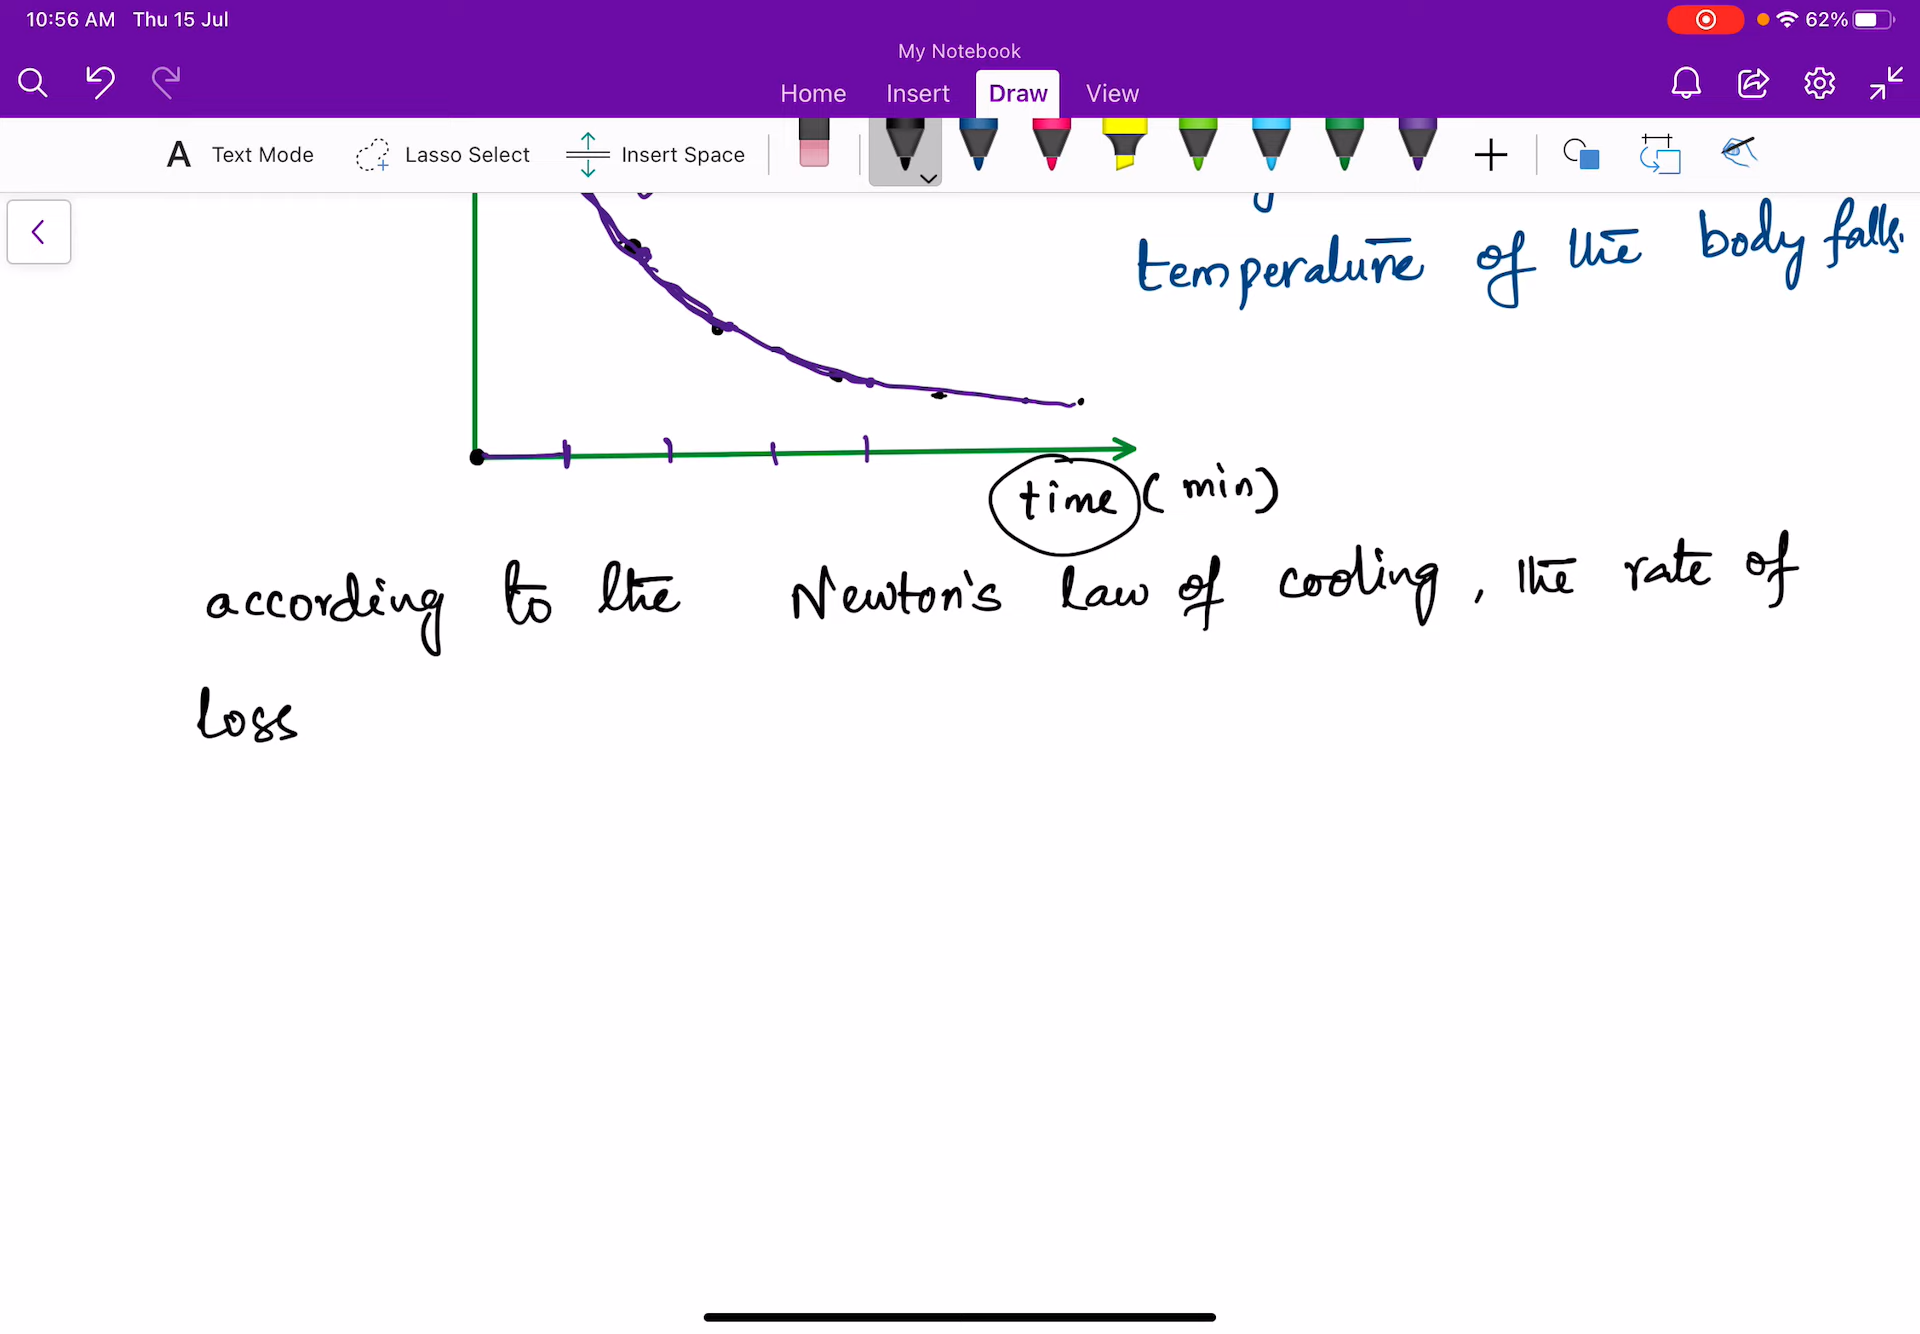 10:56 AM Thu 15 Jul
62%
My Notebook
Home Insert Draw View
A Text Mode Lasso Select Insert Space
temperature of the body falls.
time (min)
according to the Newton's law of cooling, the rate of
loss